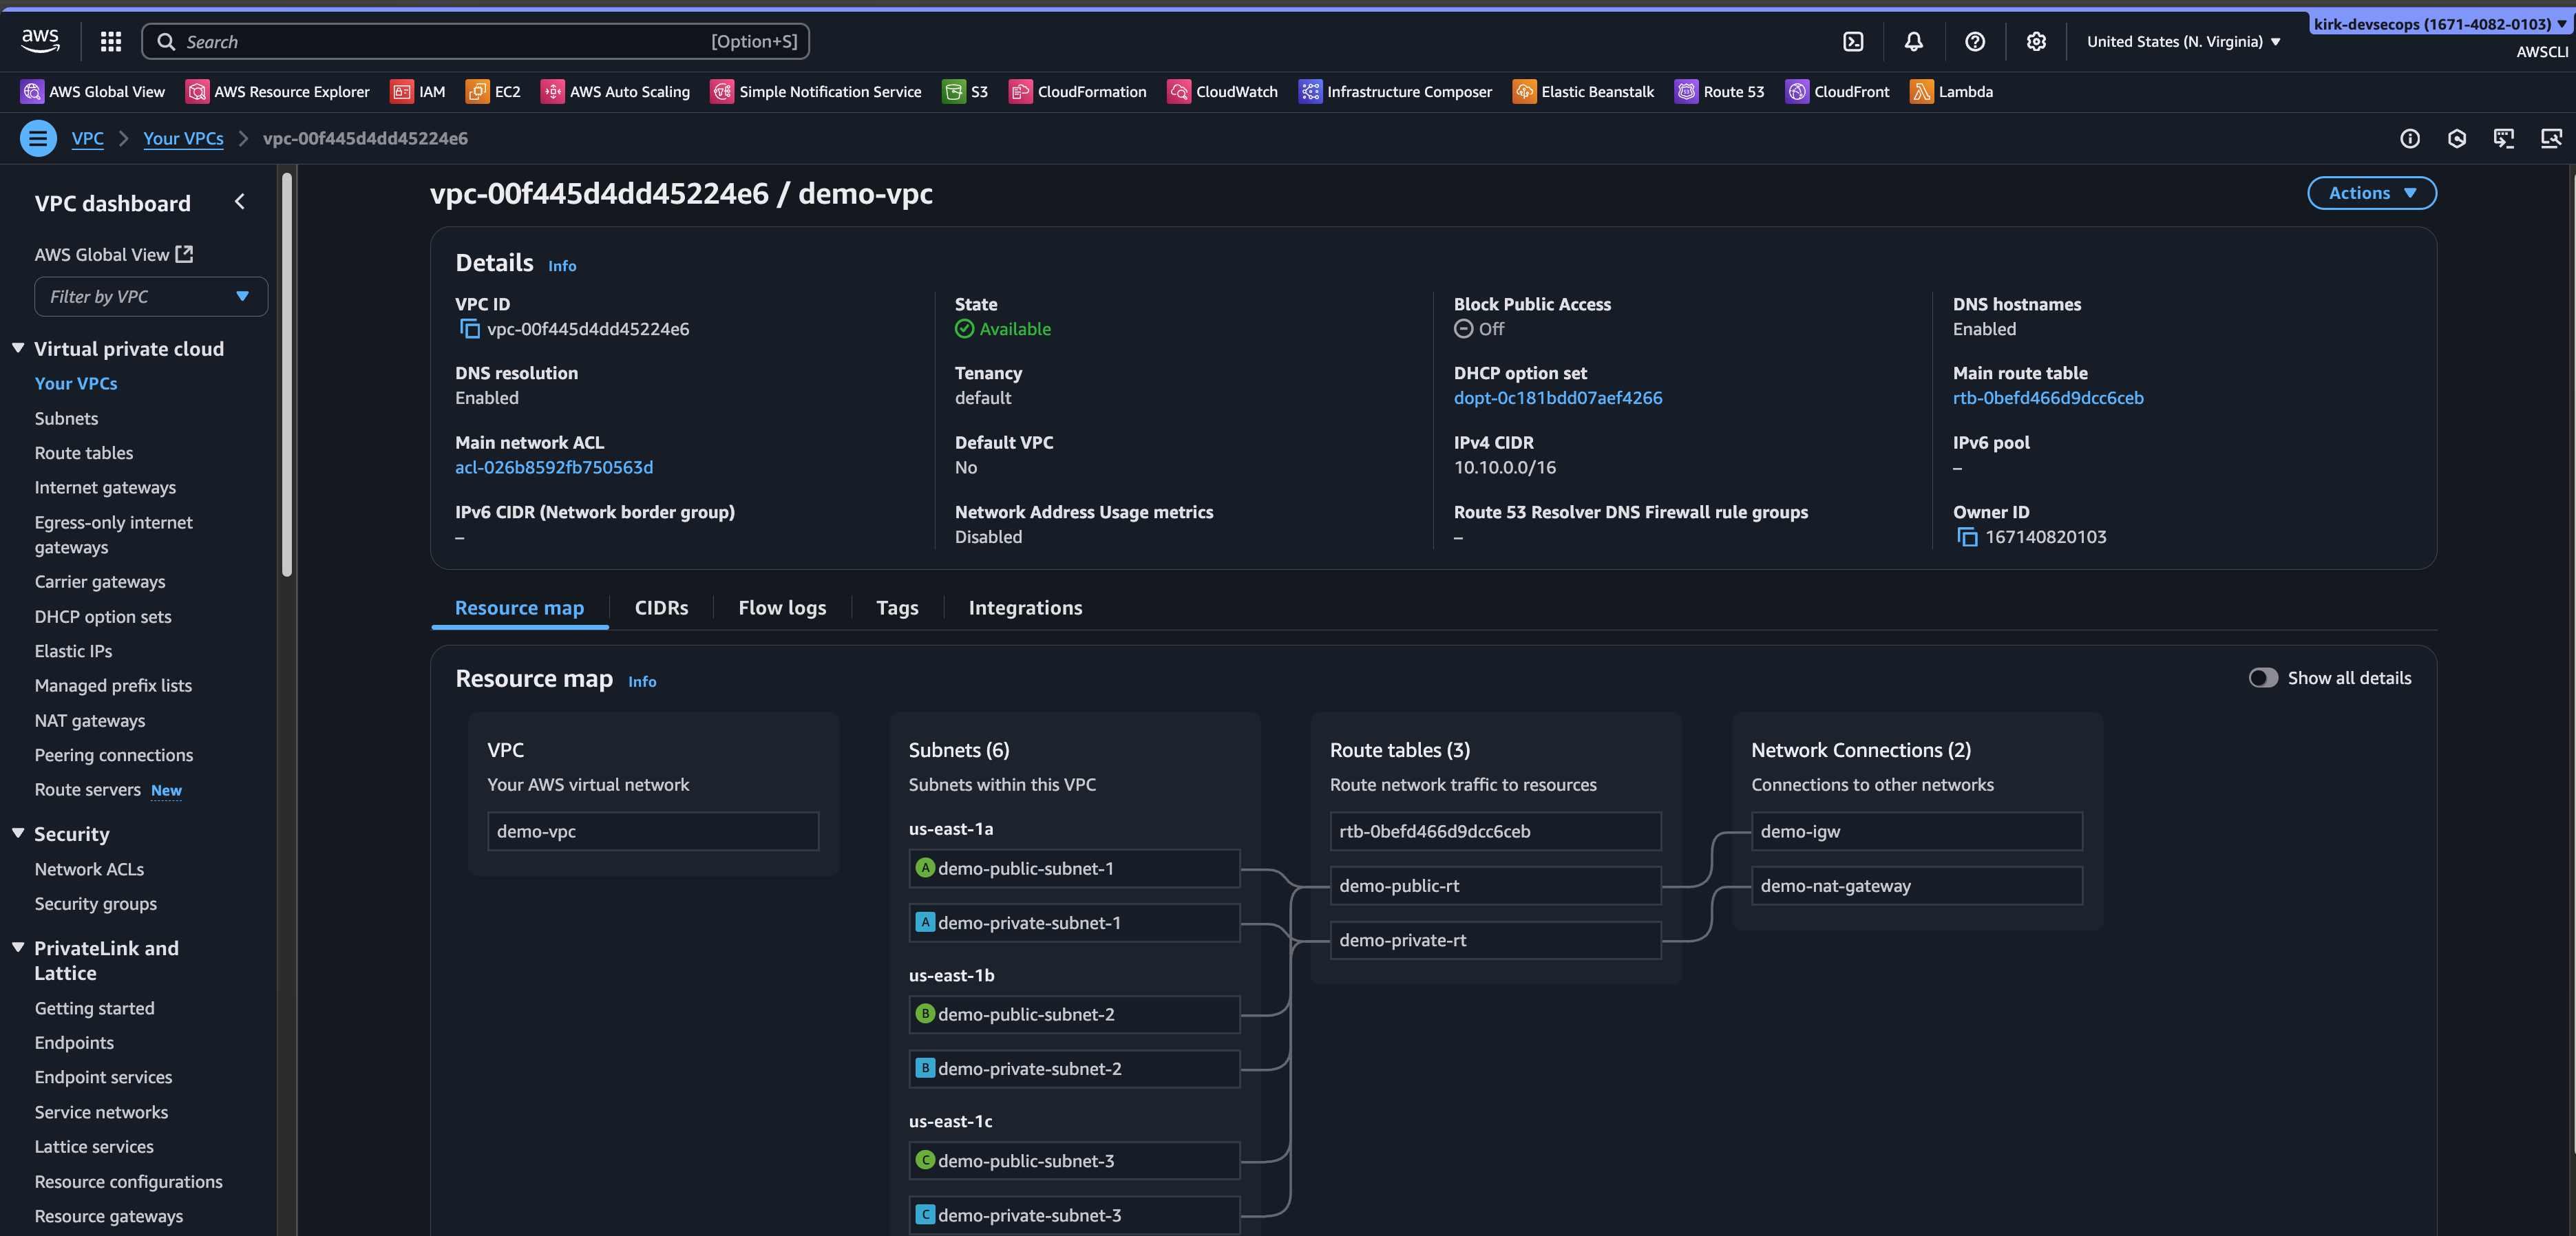 aws
Search [Option+S]
United States (N. Virginia)
kirk-devsecops (1671-4082-0103)
AWSCLI
AWS Global View AWS Resource Explorer IAM EC2 AWS Auto Scaling Simple Notification Service S3 CloudFormation CloudWatch Infrastructure Composer Elastic Beanstalk Route 53 CloudFront Lambda
VPC Your VPCs vpc-00f445d4dd45224e6
VPC dashboard
AWS Global View
Filter by VPC
Virtual private cloud
Your VPCs
Subnets
Route tables
Internet gateways
Egress-only internet
gateways
Carrier gateways
DHCP option sets
Elastic IPs
Managed prefix lists
NAT gateways
Peering connections
Route servers New
Security
Network ACLs
Security groups
PrivateLink and
Lattice
Getting started
Endpoints
Endpoint services
Service networks
Lattice services
Resource configurations
Resource gateways
vpc-00f445d4dd45224e6 / demo-vpc
Actions
Details Info
VPC ID
vpc-00f445d4dd45224e6
State
Available
Block Public Access
Off
DNS hostnames
Enabled
DNS resolution
Enabled
Tenancy
default
DHCP option set
dopt-0c181bdd07aef4266
Main route table
rtb-0befd466d9dcc6ceb
Main network ACL
acl-026b8592fb750563d
Default VPC
No
IPv4 CIDR
10.10.0.0/16
IPv6 pool
–
IPv6 CIDR (Network border group)
–
Network Address Usage metrics
Disabled
Route 53 Resolver DNS Firewall rule groups
–
Owner ID
167140820103
Resource map CIDRs Flow logs Tags Integrations
Resource map Info
Show all details
VPC
Your AWS virtual network
demo-vpc
Subnets (6)
Subnets within this VPC
us-east-1a
A demo-public-subnet-1
A demo-private-subnet-1
us-east-1b
B demo-public-subnet-2
B demo-private-subnet-2
us-east-1c
C demo-public-subnet-3
C demo-private-subnet-3
Route tables (3)
Route network traffic to resources
rtb-0befd466d9dcc6ceb
demo-public-rt
demo-private-rt
Network Connections (2)
Connections to other networks
demo-igw
demo-nat-gateway